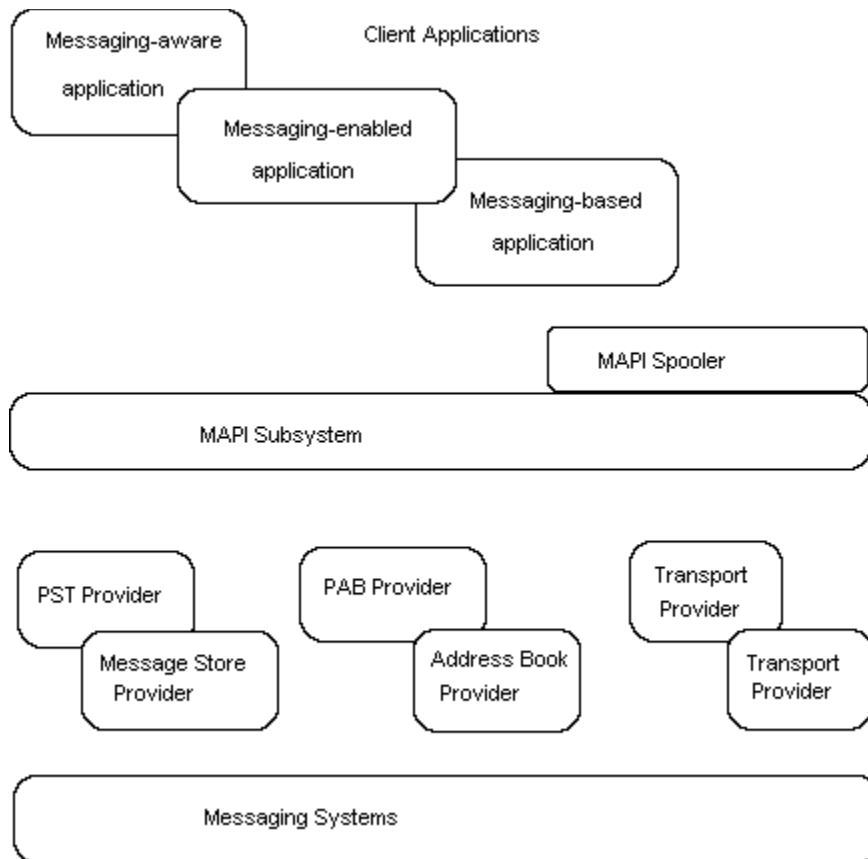 Messaging-aware
application
Client Applications
Messaging-enabled
application
Messaging-based
application
MAPI Spooler
MAPI Subsystem
PST Provider
Message Store
Provider
PAB Provider
Address Book
Provider
Transport
Provider
Transport
Provider
Messaging Systems